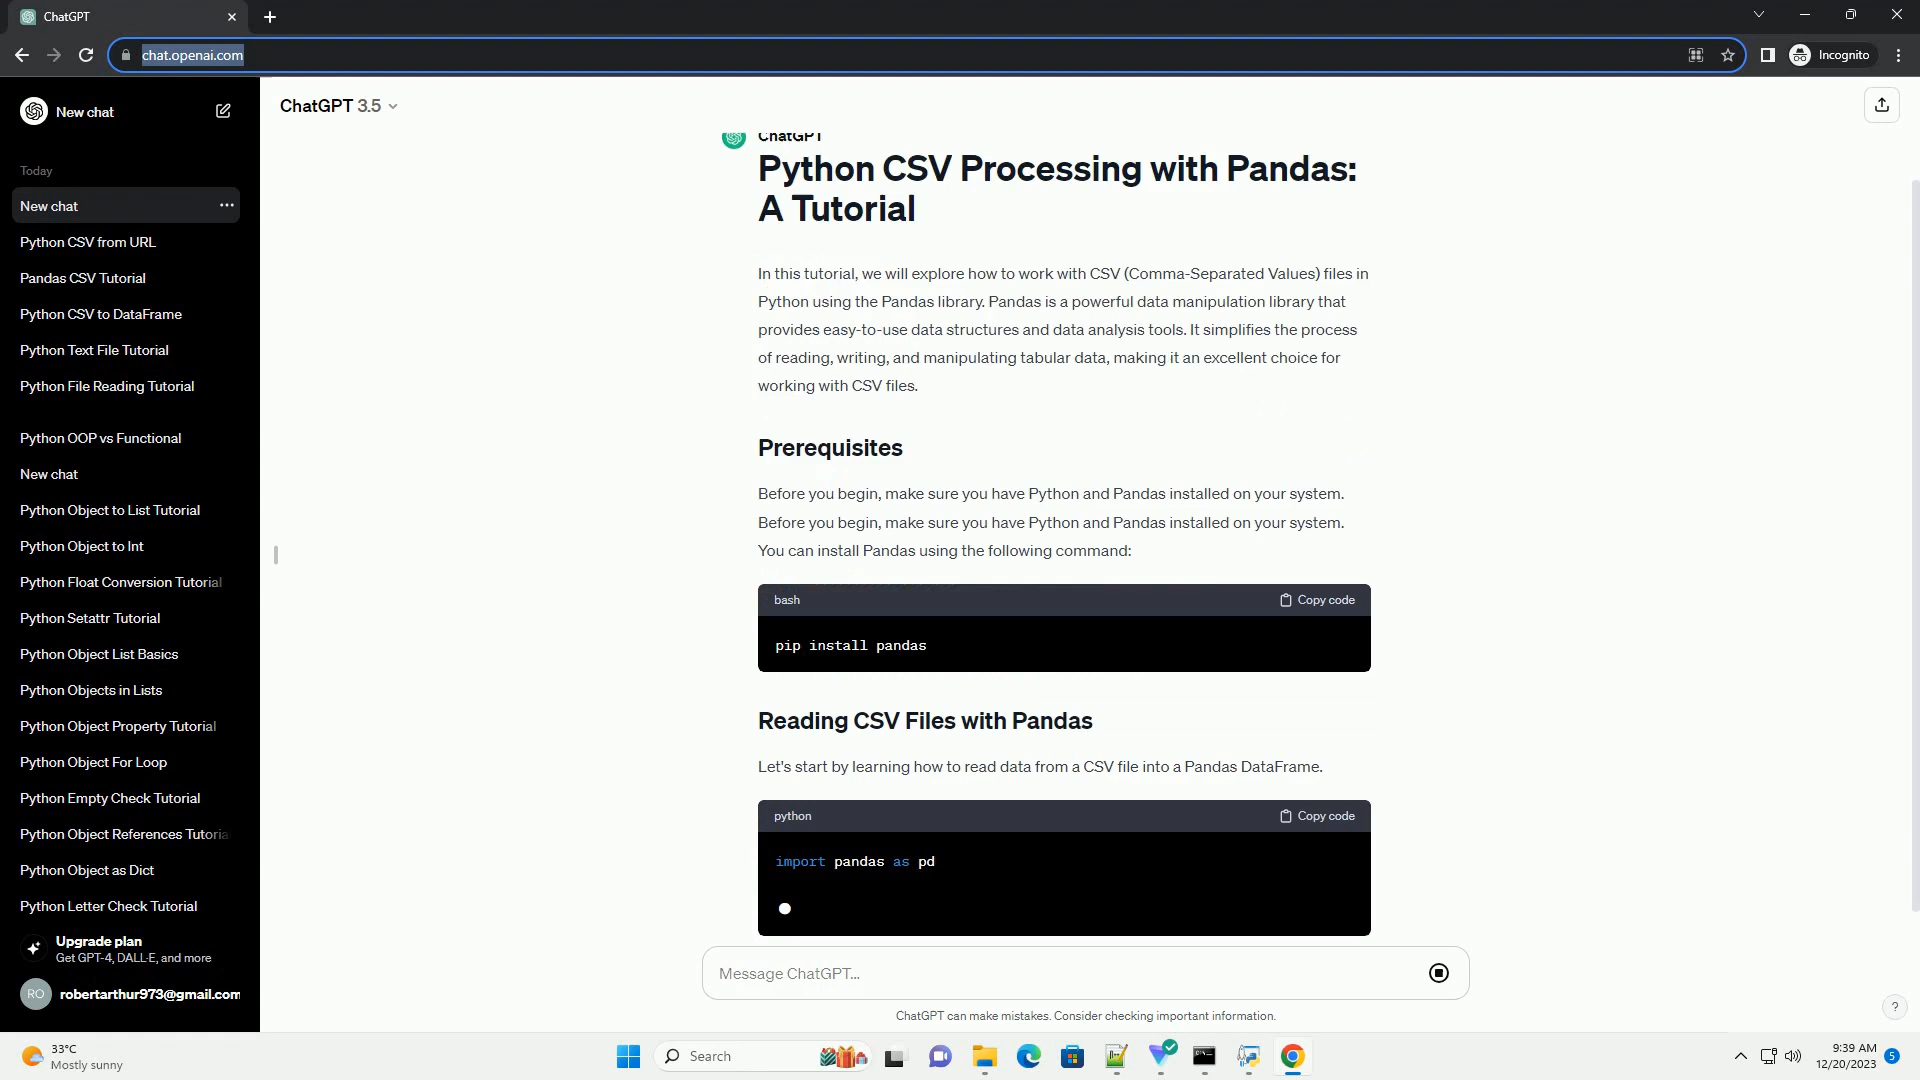 ChatGPT
chat.openai.com
Incognito
New chat
Today
New chat
Python CSV from URL
Pandas CSV Tutorial
Python CSV to DataFrame
Python Text File Tutorial
Python File Reading Tutorial
Python OOP vs Functional
New chat
Python Object to List Tutorial
Python Object to Int
Python Float Conversion Tutorial
Python Setattr Tutorial
Python Object List Basics
Python Objects in Lists
Python Object Property Tutorial
Python Object For Loop
Python Empty Check Tutorial
Python Object References Tutoria
Python Object as Dict
Python Letter Check Tutorial
Upgrade plan
Get GPT-4, DALL·E, and more
RO
robertarthur973@gmail.com
ChatGPT 3.5
ChatGPT
Python CSV Processing with Pandas:
A Tutorial
In this tutorial, we will explore how to work with CSV (Comma-Separated Values) files in
Python using the Pandas library. Pandas is a powerful data manipulation library that
provides easy-to-use data structures and data analysis tools. It simplifies the process
of reading, writing, and manipulating tabular data, making it an excellent choice for
working with CSV files.
Prerequisites
Before you begin, make sure you have Python and Pandas installed on your system.
Before you begin, make sure you have Python and Pandas installed on your system.
You can install Pandas using the following command:
bash
Copy code
pip install pandas
Reading CSV Files with Pandas
Let's start by learning how to read data from a CSV file into a Pandas DataFrame.
python
Copy code
import pandas as pd
Message ChatGPT...
ChatGPT can make mistakes. Consider checking important information.
?
33°C
Mostly sunny
Search
9:39 AM
12/20/2023
5